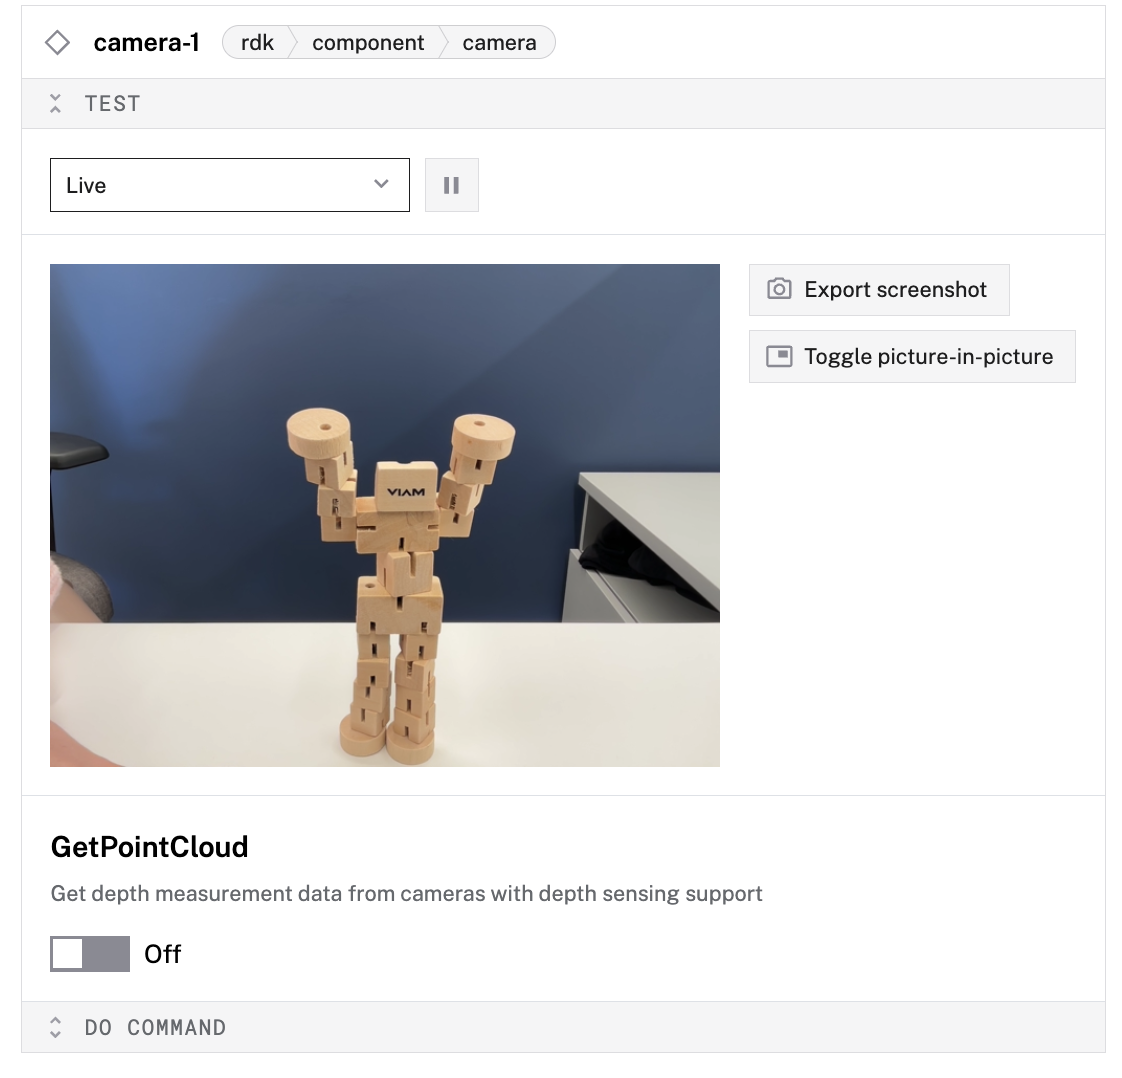 camera-1 rdk component camera
TEST
Live
Export screenshot
Toggle picture-in-picture
VIAM
GetPointCloud
Get depth measurement data from cameras with depth sensing support
Off
DO COMMAND